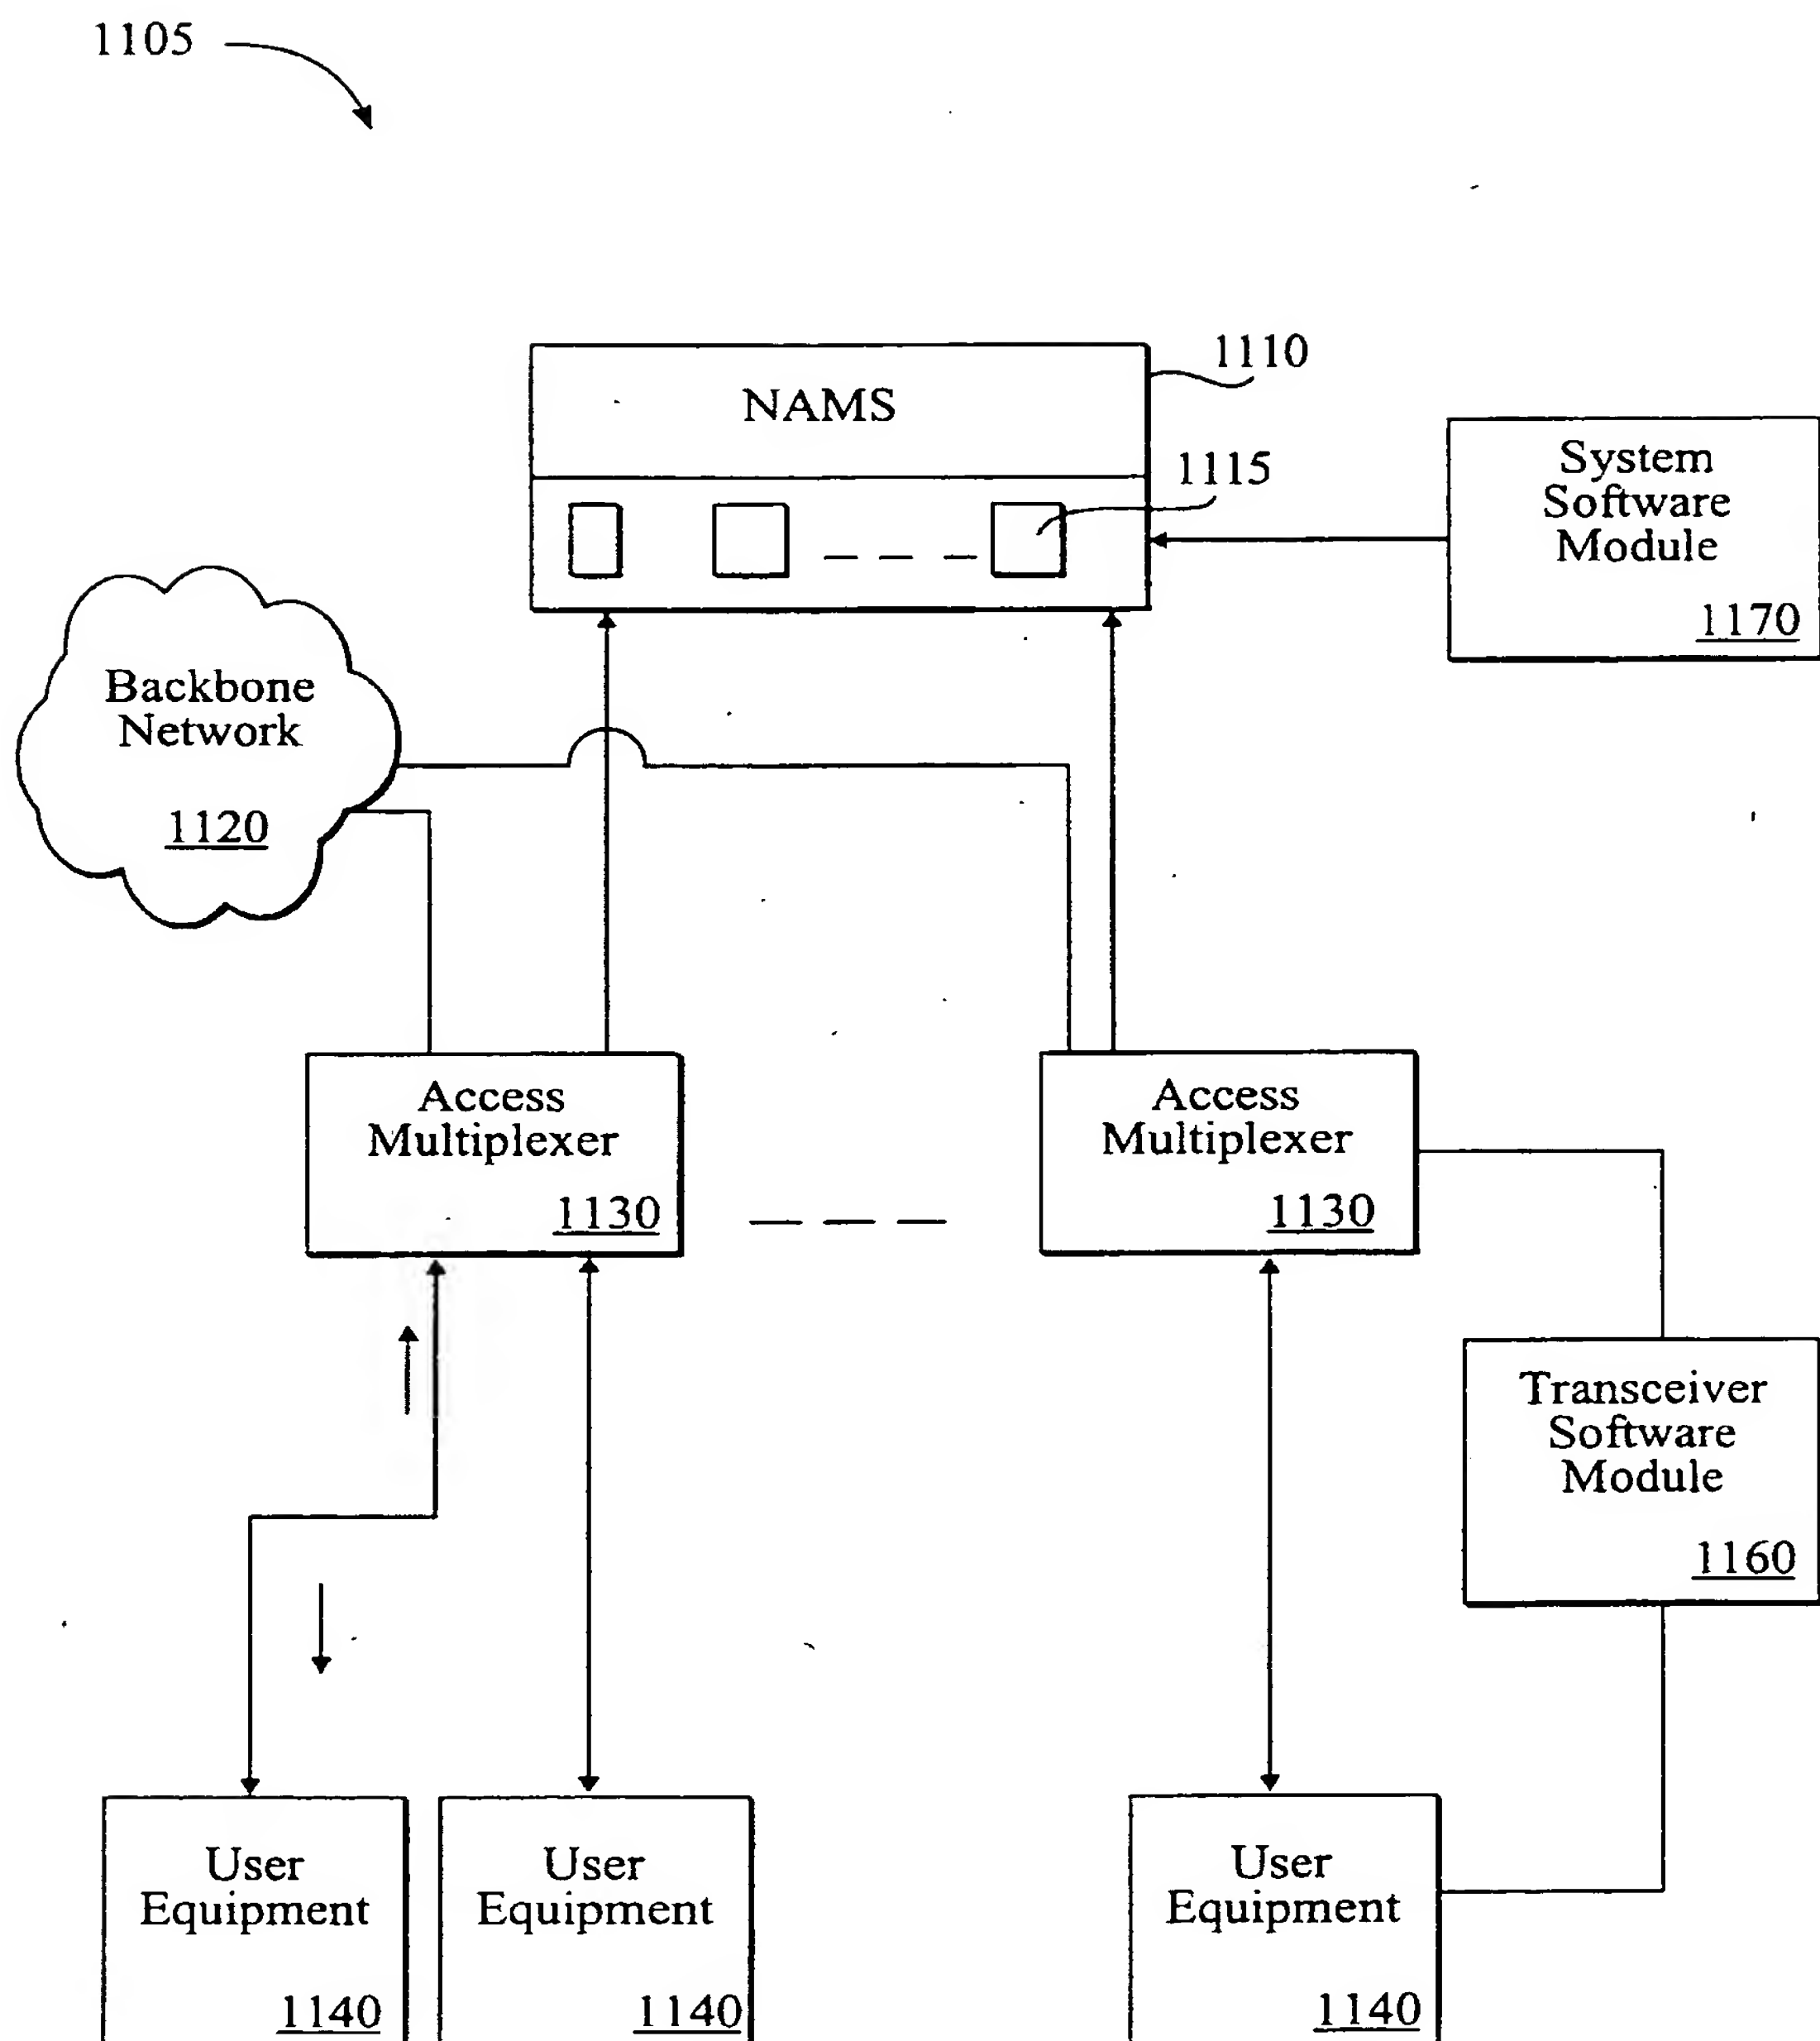 1105
1110
NAMS
1115
System
Software
Module
1170
Backbone
Network
1120
Access
Multiplexer
1130
Access
Multiplexer
1130
Transceiver
Software
Module
1160
User
Equipment
1140
User
Equipment
1140
User
Equipment
1140